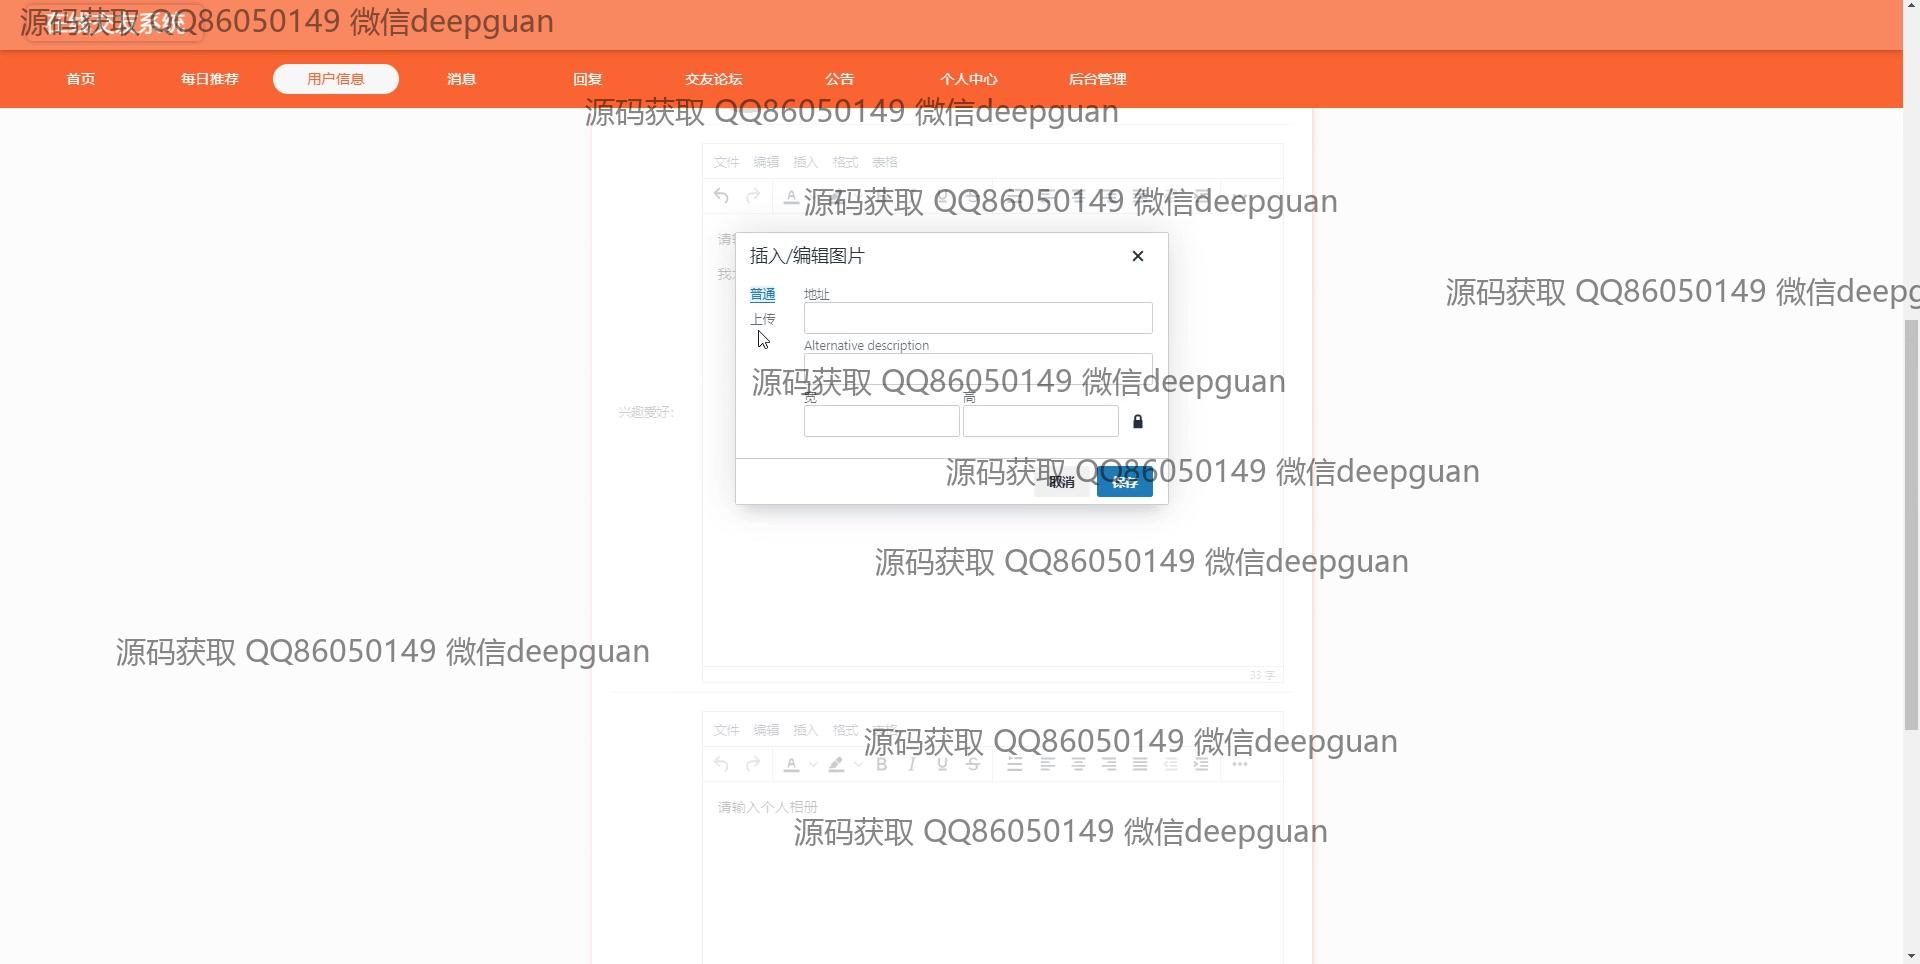 在线交友系统
源码获取 QQ86050149 微信deepguan
首页 每日推荐 用户信息 消息 回复 交友论坛 公告 个人中心 后台管理
源码获取 QQ86050149 微信deepguan
文件 编辑 插入 格式 表格
源码获取 QQ86050149 微信deepguan
插入/编辑图片
普通
上传
地址
Alternative description
源码获取 QQ86050149 微信deepguan
源码获取 QQ86050149 微信deepg
宽 高
兴趣爱好:
取消 保存
源码获取 QQ86050149 微信deepguan
源码获取 QQ86050149 微信deepguan
源码获取 QQ86050149 微信deepguan
33 字
文件 编辑 插入 格式 表格
源码获取 QQ86050149 微信deepguan
请输入个人相册
源码获取 QQ86050149 微信deepguan